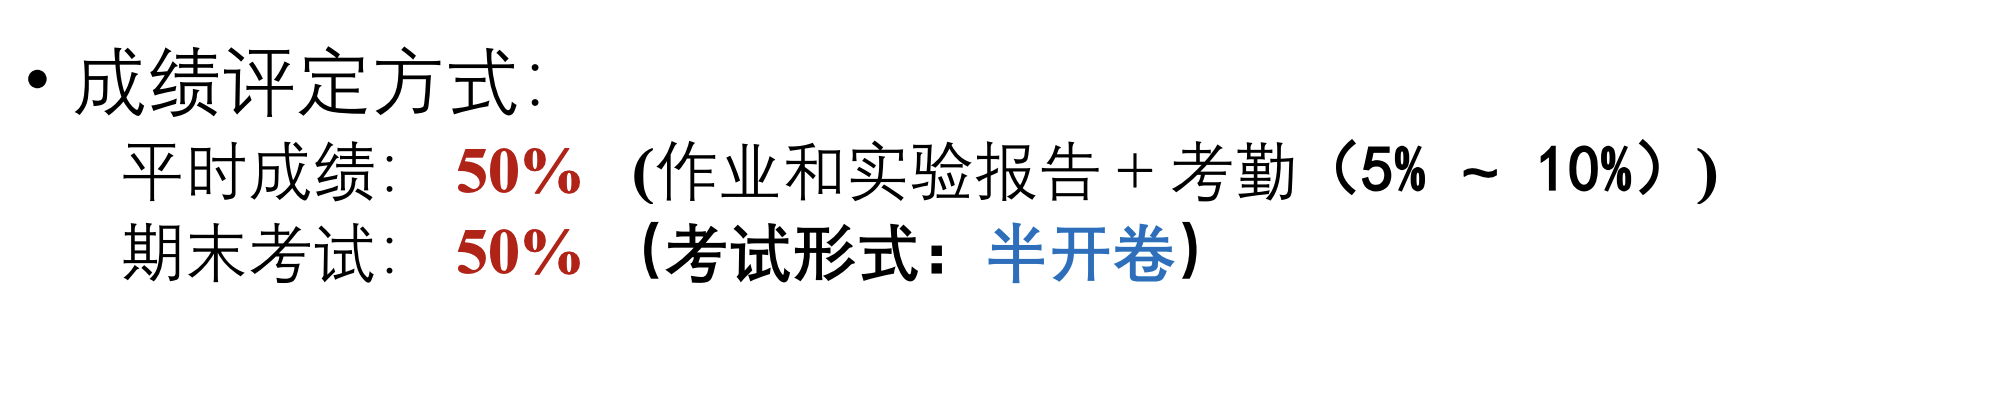 • 成绩评定方式：
平时成绩： 50% (作业和实验报告 + 考勤（5% ~ 10%）)
期末考试： 50% （考试形式：半开卷）